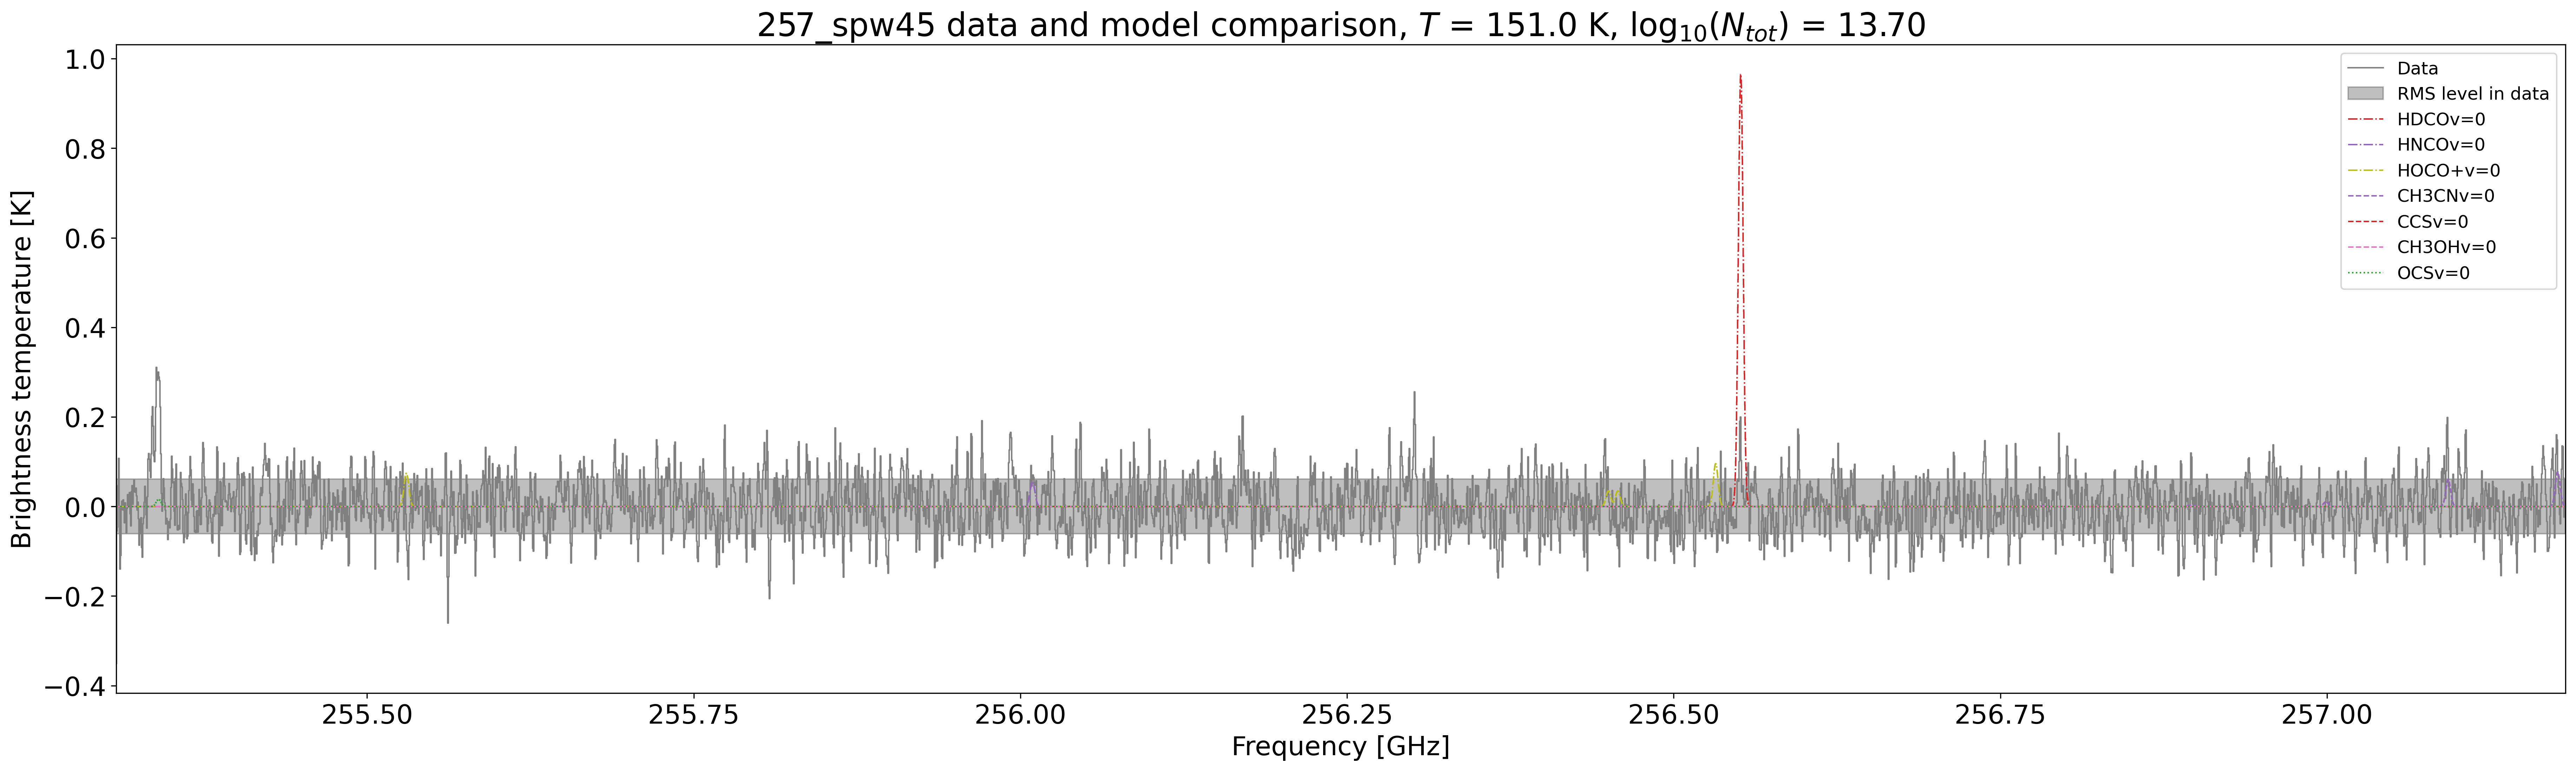 257_spw45 data and model comparison, T = 151.0 K, log10(Ntot) = 13.70
Brightness temperature [K]
1.0
0.8
0.6
0.4
0.2
0.0
−0.2
−0.4
255.50
255.75
256.00
256.25
256.50
256.75
257.00
Frequency [GHz]
Data
RMS level in data
HDCOv=0
HNCOv=0
HOCO+v=0
CH3CNv=0
CCSv=0
CH3OHv=0
OCSv=0